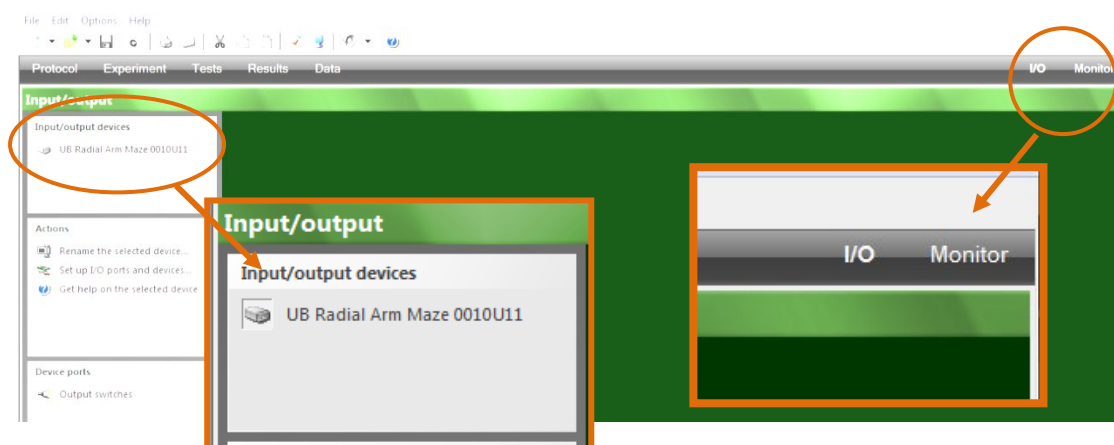 File Edit Options Help
Protocol Experiment Tests Results Data I/O Monitor
Input/output
Input/output devices
UB Radial Arm Maze 0010U11
Actions
Rename the selected device...
Set up I/O ports and devices...
Get help on the selected device
Device ports
Output switches
Input/output
Input/output devices
UB Radial Arm Maze 0010U11
I/O Monitor